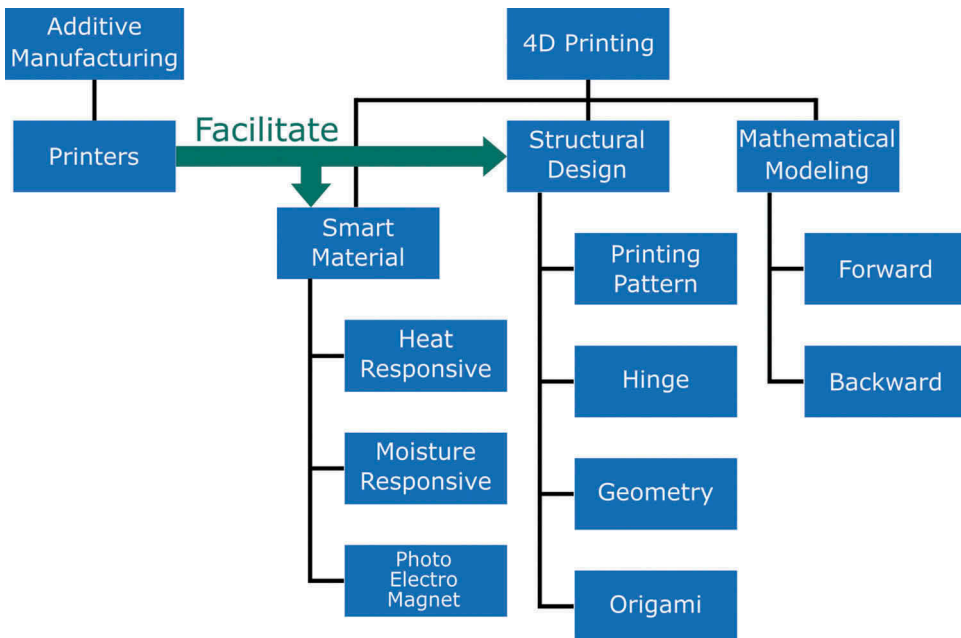 Additive
Manufacturing
4D Printing
Facilitate
Printers
Structural
Design
Mathematical
Modeling
Smart
Material
Printing
Pattern
Forward
Heat
Responsive
Hinge
Backward
Moisture
Responsive
Geometry
Photo
Electro
Magnet
Origami